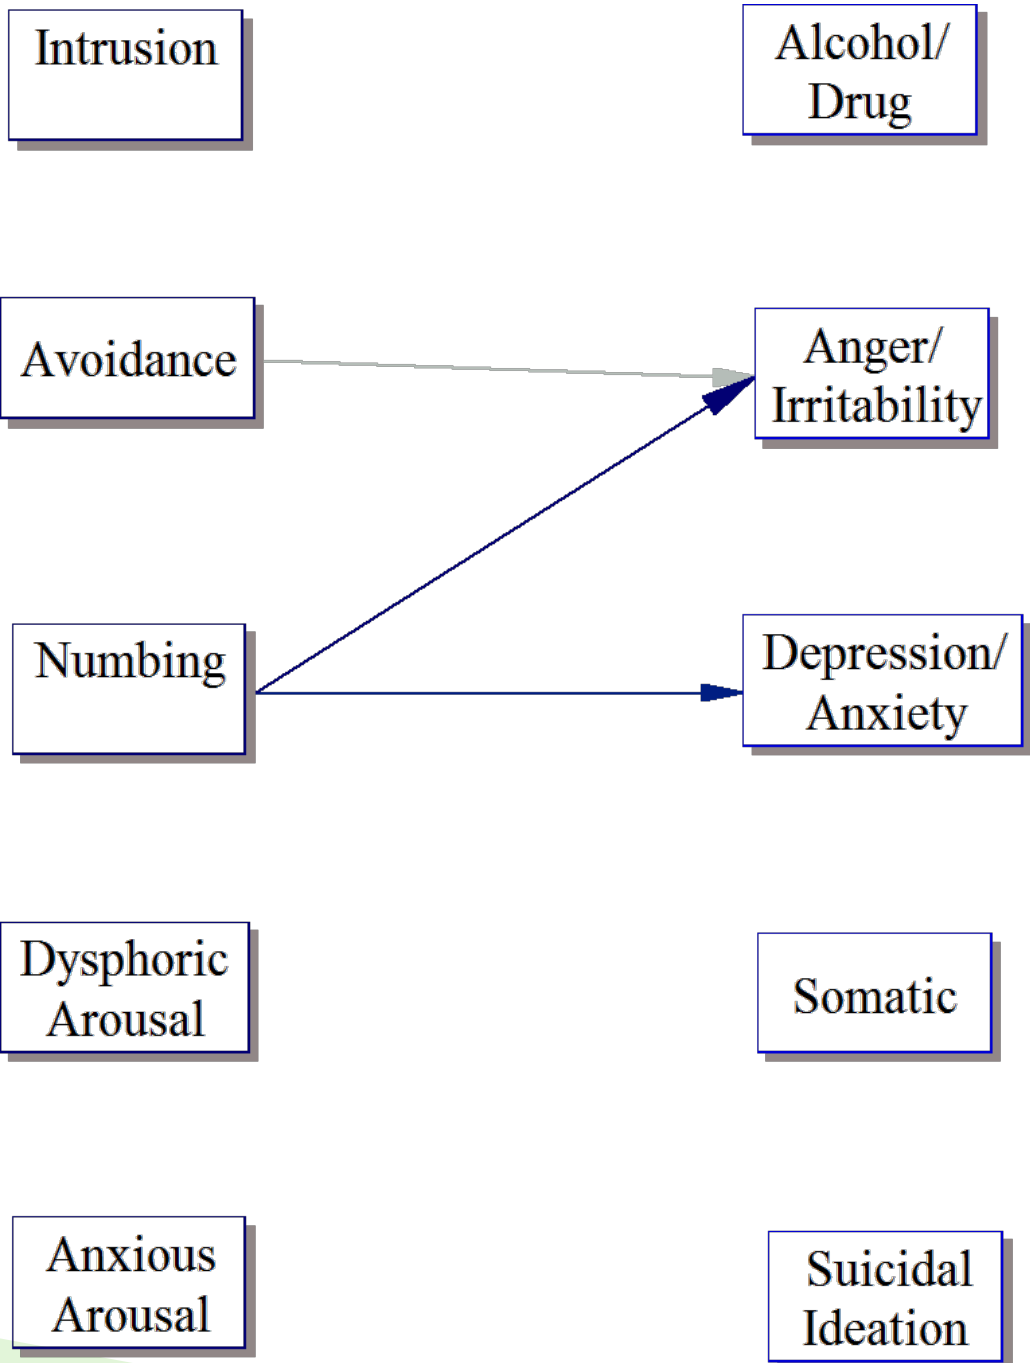 Intrusion
Alcohol/
Drug
Avoidance
Anger/
Irritability
Numbing
Depression/
Anxiety
Dysphoric
Arousal
Somatic
Anxious
Arousal
Suicidal
Ideation